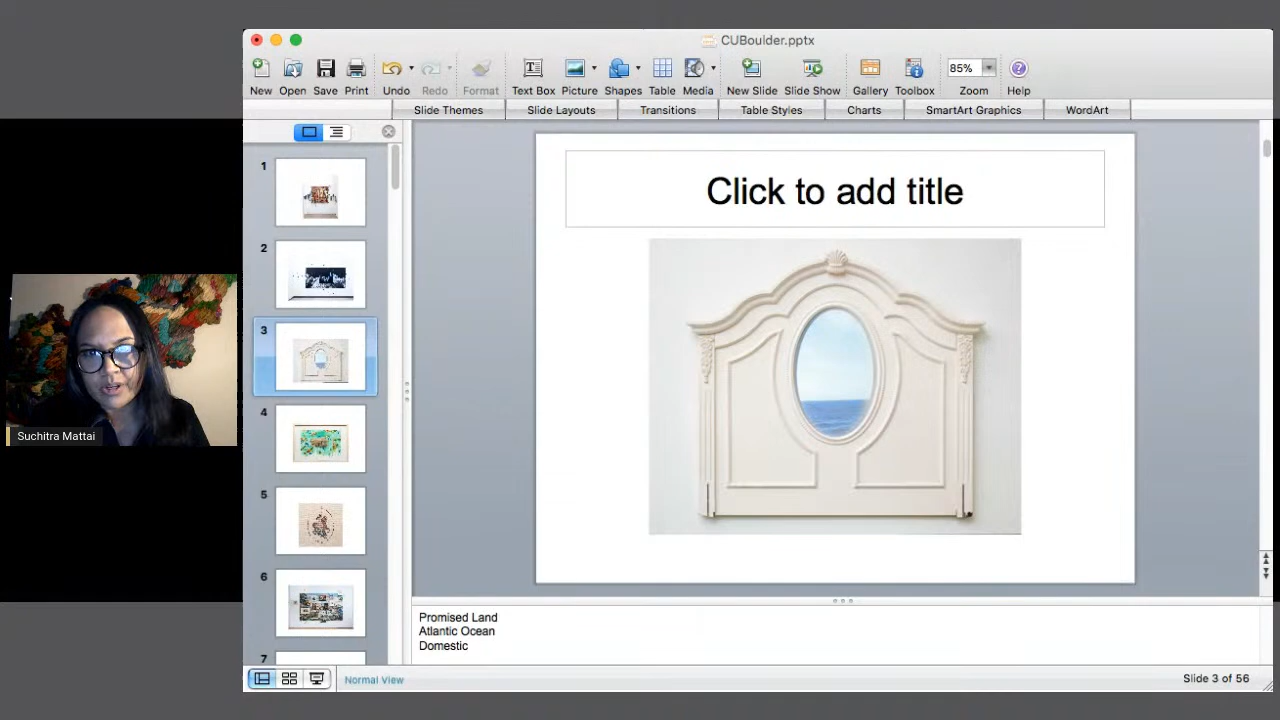 CUBoulder.pptx
New Open Save Print Undo Redo Format Text Box Picture Shapes Table Media New Slide Slide Show Gallery Toolbox 85% Zoom Help
Slide Themes Slide Layouts Transitions Table Styles Charts SmartArt Graphics WordArt
1
2
3
4
5
6
7
Click to add title
Suchitra Mattai
Promised Land
Atlantic Ocean
Domestic
Normal View
Slide 3 of 56